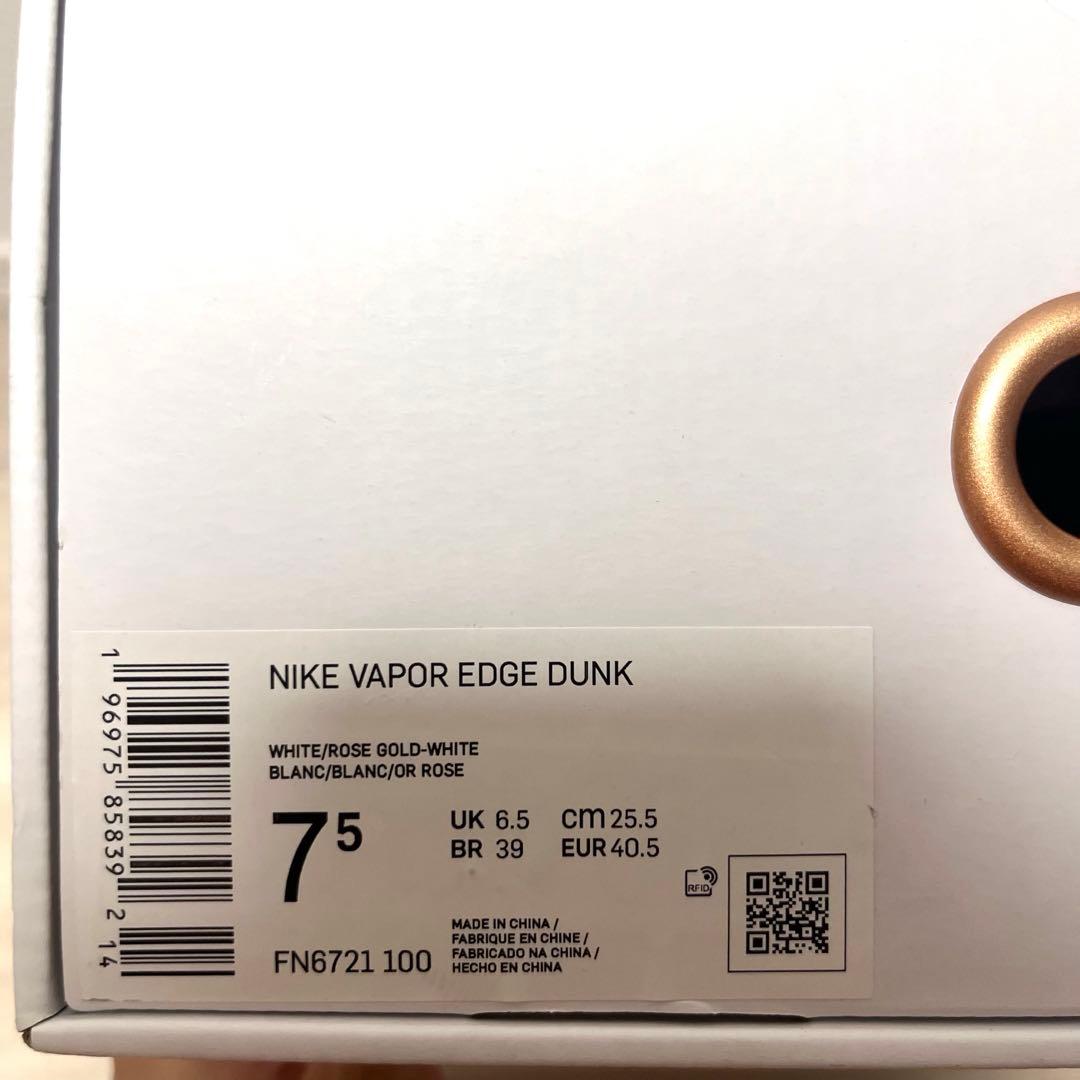 NIKE VAPOR EDGE DUNK
WHITE/ROSE GOLD-WHITE
BLANC/BLANC/OR ROSE
7 5
UK 6.5 cm 25.5
BR 39 EUR 40.5
RFID
FN6721 100
MADE IN CHINA /
FABRIQUE EN CHINE /
FABRICADO NA CHINA /
HECHO EN CHINA
1 96975 85839 2 14